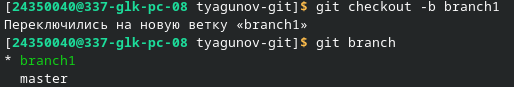 [24350040@337-glk-pc-08 tyagunov-git]$ git checkout -b branch1
Переключились на новую ветку «branch1»
[24350040@337-glk-pc-08 tyagunov-git]$ git branch
* branch1
  master